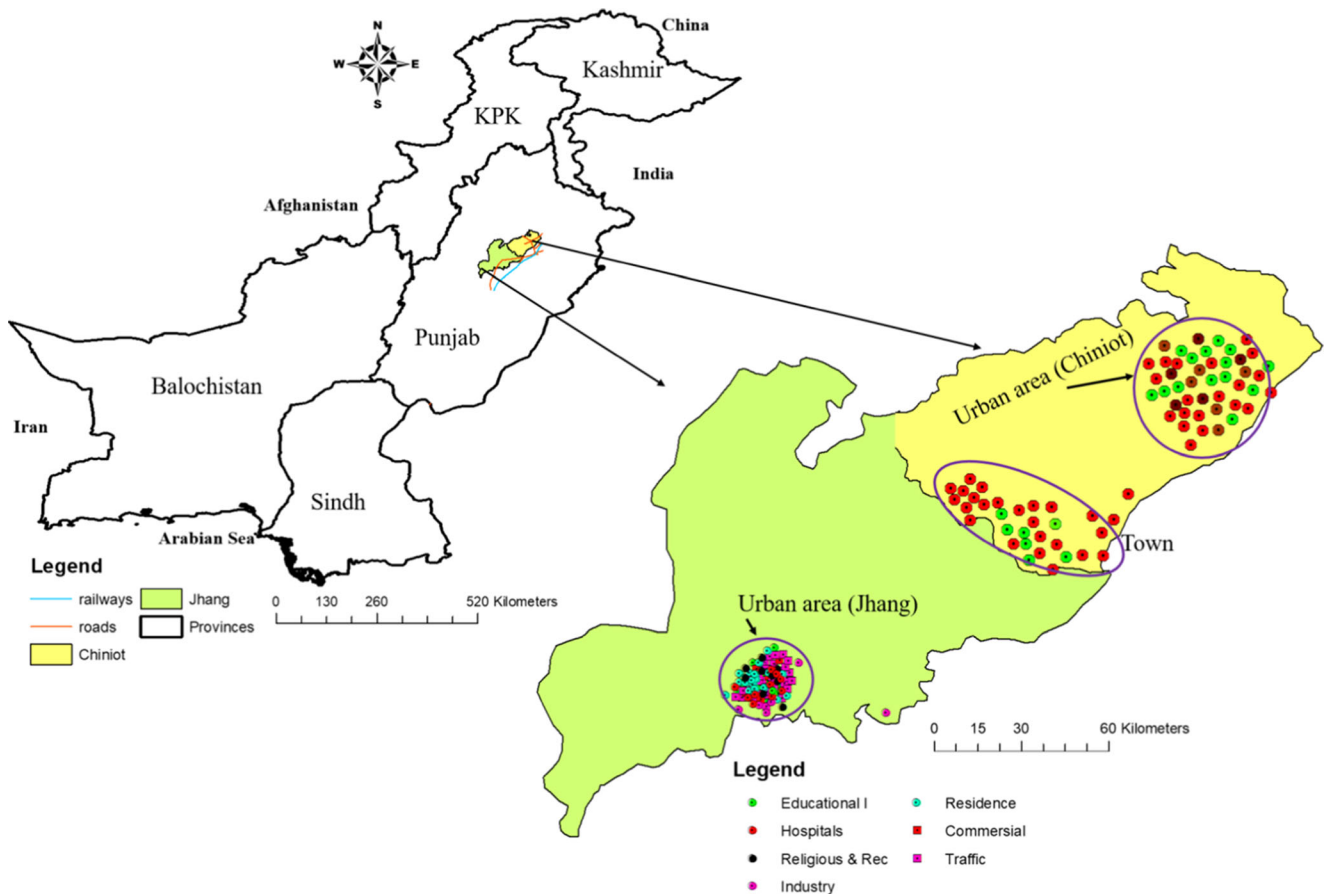 N
W E
S
China
Kashmir
KPK
India
Afghanistan
Punjab
Balochistan
Iran
Sindh
Arabian Sea
Legend
railways
roads
Chiniot
Jhang
Provinces
0 130 260 520 Kilometers
Urban area (Chiniot)
Town
Urban area (Jhang)
0 15 30 60 Kilometers
Legend
Educational I
Hospitals
Religious & Rec
Industry
Residence
Commersial
Traffic